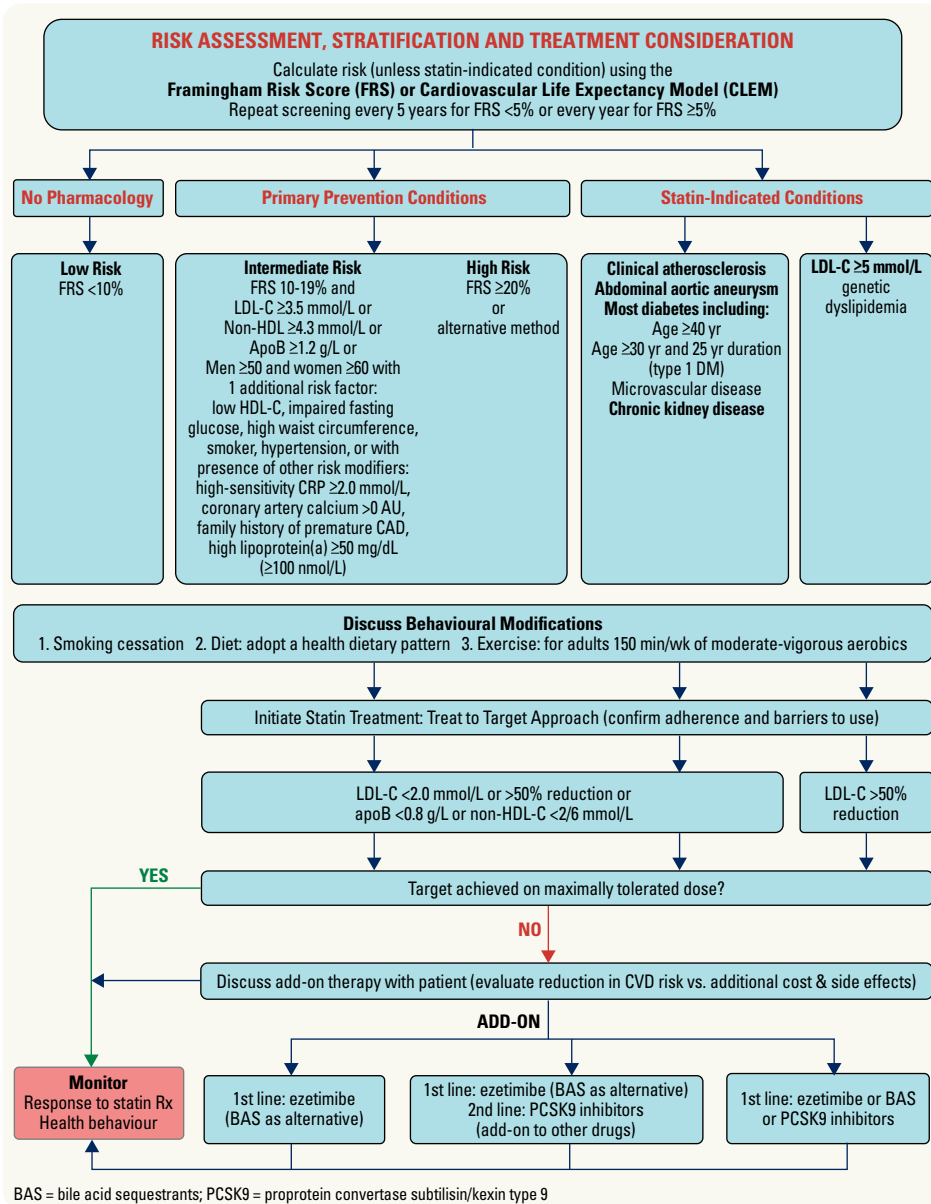 RISK ASSESSMENT, STRATIFICATION AND TREATMENT CONSIDERATION
Calculate risk (unless statin-indicated condition) using the
Framingham Risk Score (FRS) or Cardiovascular Life Expectancy Model (CLEM)
Repeat screening every 5 years for FRS <5% or every year for FRS ≥5%
No Pharmacology
Primary Prevention Conditions
Statin-Indicated Conditions
Low Risk
FRS <10%
Intermediate Risk
FRS 10-19% and
LDL-C ≥3.5 mmol/L or
Non-HDL ≥4.3 mmol/L or
ApoB ≥1.2 g/L or
Men ≥50 and women ≥60 with
1 additional risk factor:
low HDL-C, impaired fasting
glucose, high waist circumference,
smoker, hypertension, or with
presence of other risk modifiers:
high-sensitivity CRP ≥2.0 mmol/L,
coronary artery calcium >0 AU,
family history of premature CAD,
high lipoprotein(a) ≥50 mg/dL
(≥100 nmol/L)
High Risk
FRS ≥20%
or
alternative method
Clinical atherosclerosis
Abdominal aortic aneurysm
Most diabetes including:
Age ≥40 yr
Age ≥30 yr and 25 yr duration
(type 1 DM)
Microvascular disease
Chronic kidney disease
LDL-C ≥5 mmol/L
genetic
dyslipidemia
Discuss Behavioural Modifications
1. Smoking cessation 2. Diet: adopt a health dietary pattern 3. Exercise: for adults 150 min/wk of moderate-vigorous aerobics
Initiate Statin Treatment: Treat to Target Approach (confirm adherence and barriers to use)
LDL-C <2.0 mmol/L or >50% reduction or
apoB <0.8 g/L or non-HDL-C <2/6 mmol/L
LDL-C >50%
reduction
YES
Target achieved on maximally tolerated dose?
NO
Discuss add-on therapy with patient (evaluate reduction in CVD risk vs. additional cost & side effects)
ADD-ON
Monitor
Response to statin Rx
Health behaviour
1st line: ezetimibe
(BAS as alternative)
1st line: ezetimibe (BAS as alternative)
2nd line: PCSK9 inhibitors
(add-on to other drugs)
1st line: ezetimibe or BAS
or PCSK9 inhibitors
BAS = bile acid sequestrants; PCSK9 = proprotein convertase subtilisin/kexin type 9